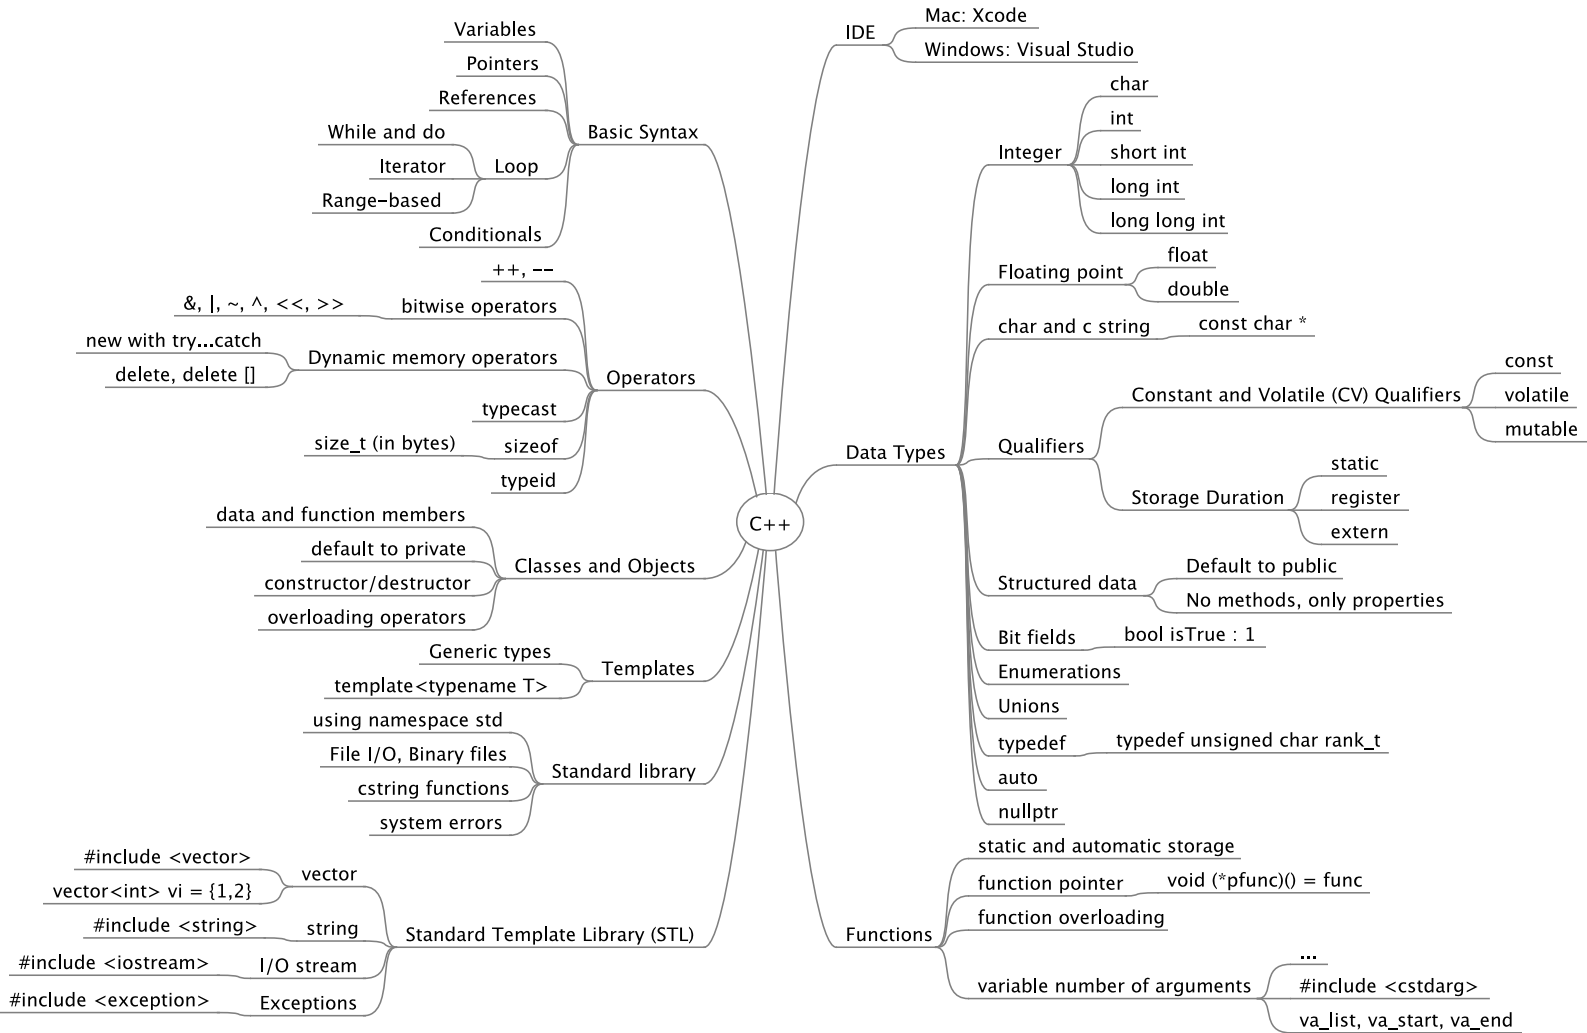 C++
IDE
Mac: Xcode
Windows: Visual Studio
Data Types
Integer
char
int
short int
long int
long long int
Floating point
float
double
char and c string
const char *
Qualifiers
Constant and Volatile (CV) Qualifiers
const
volatile
mutable
Storage Duration
static
register
extern
Structured data
Default to public
No methods, only properties
Bit fields
bool isTrue : 1
Enumerations
Unions
typedef
typedef unsigned char rank_t
auto
nullptr
Functions
static and automatic storage
function pointer
void (*pfunc)() = func
function overloading
variable number of arguments
...
#include <cstdarg>
va_list, va_start, va_end
Basic Syntax
Variables
Pointers
References
Loop
While and do
Iterator
Range-based
Conditionals
Operators
++, --
bitwise operators
&, |, ~, ^, <<, >>
Dynamic memory operators
new with try...catch
delete, delete []
typecast
sizeof
size_t (in bytes)
typeid
Classes and Objects
data and function members
default to private
constructor/destructor
overloading operators
Templates
Generic types
template<typename T>
Standard library
using namespace std
File I/O, Binary files
cstring functions
system errors
Standard Template Library (STL)
vector
#include <vector>
vector<int> vi = {1,2}
string
#include <string>
I/O stream
#include <iostream>
Exceptions
#include <exception>